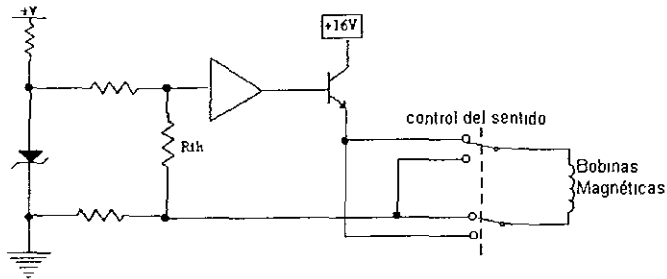 +V
+16V
control del sentido
Rth
Bobinas
Magnéticas